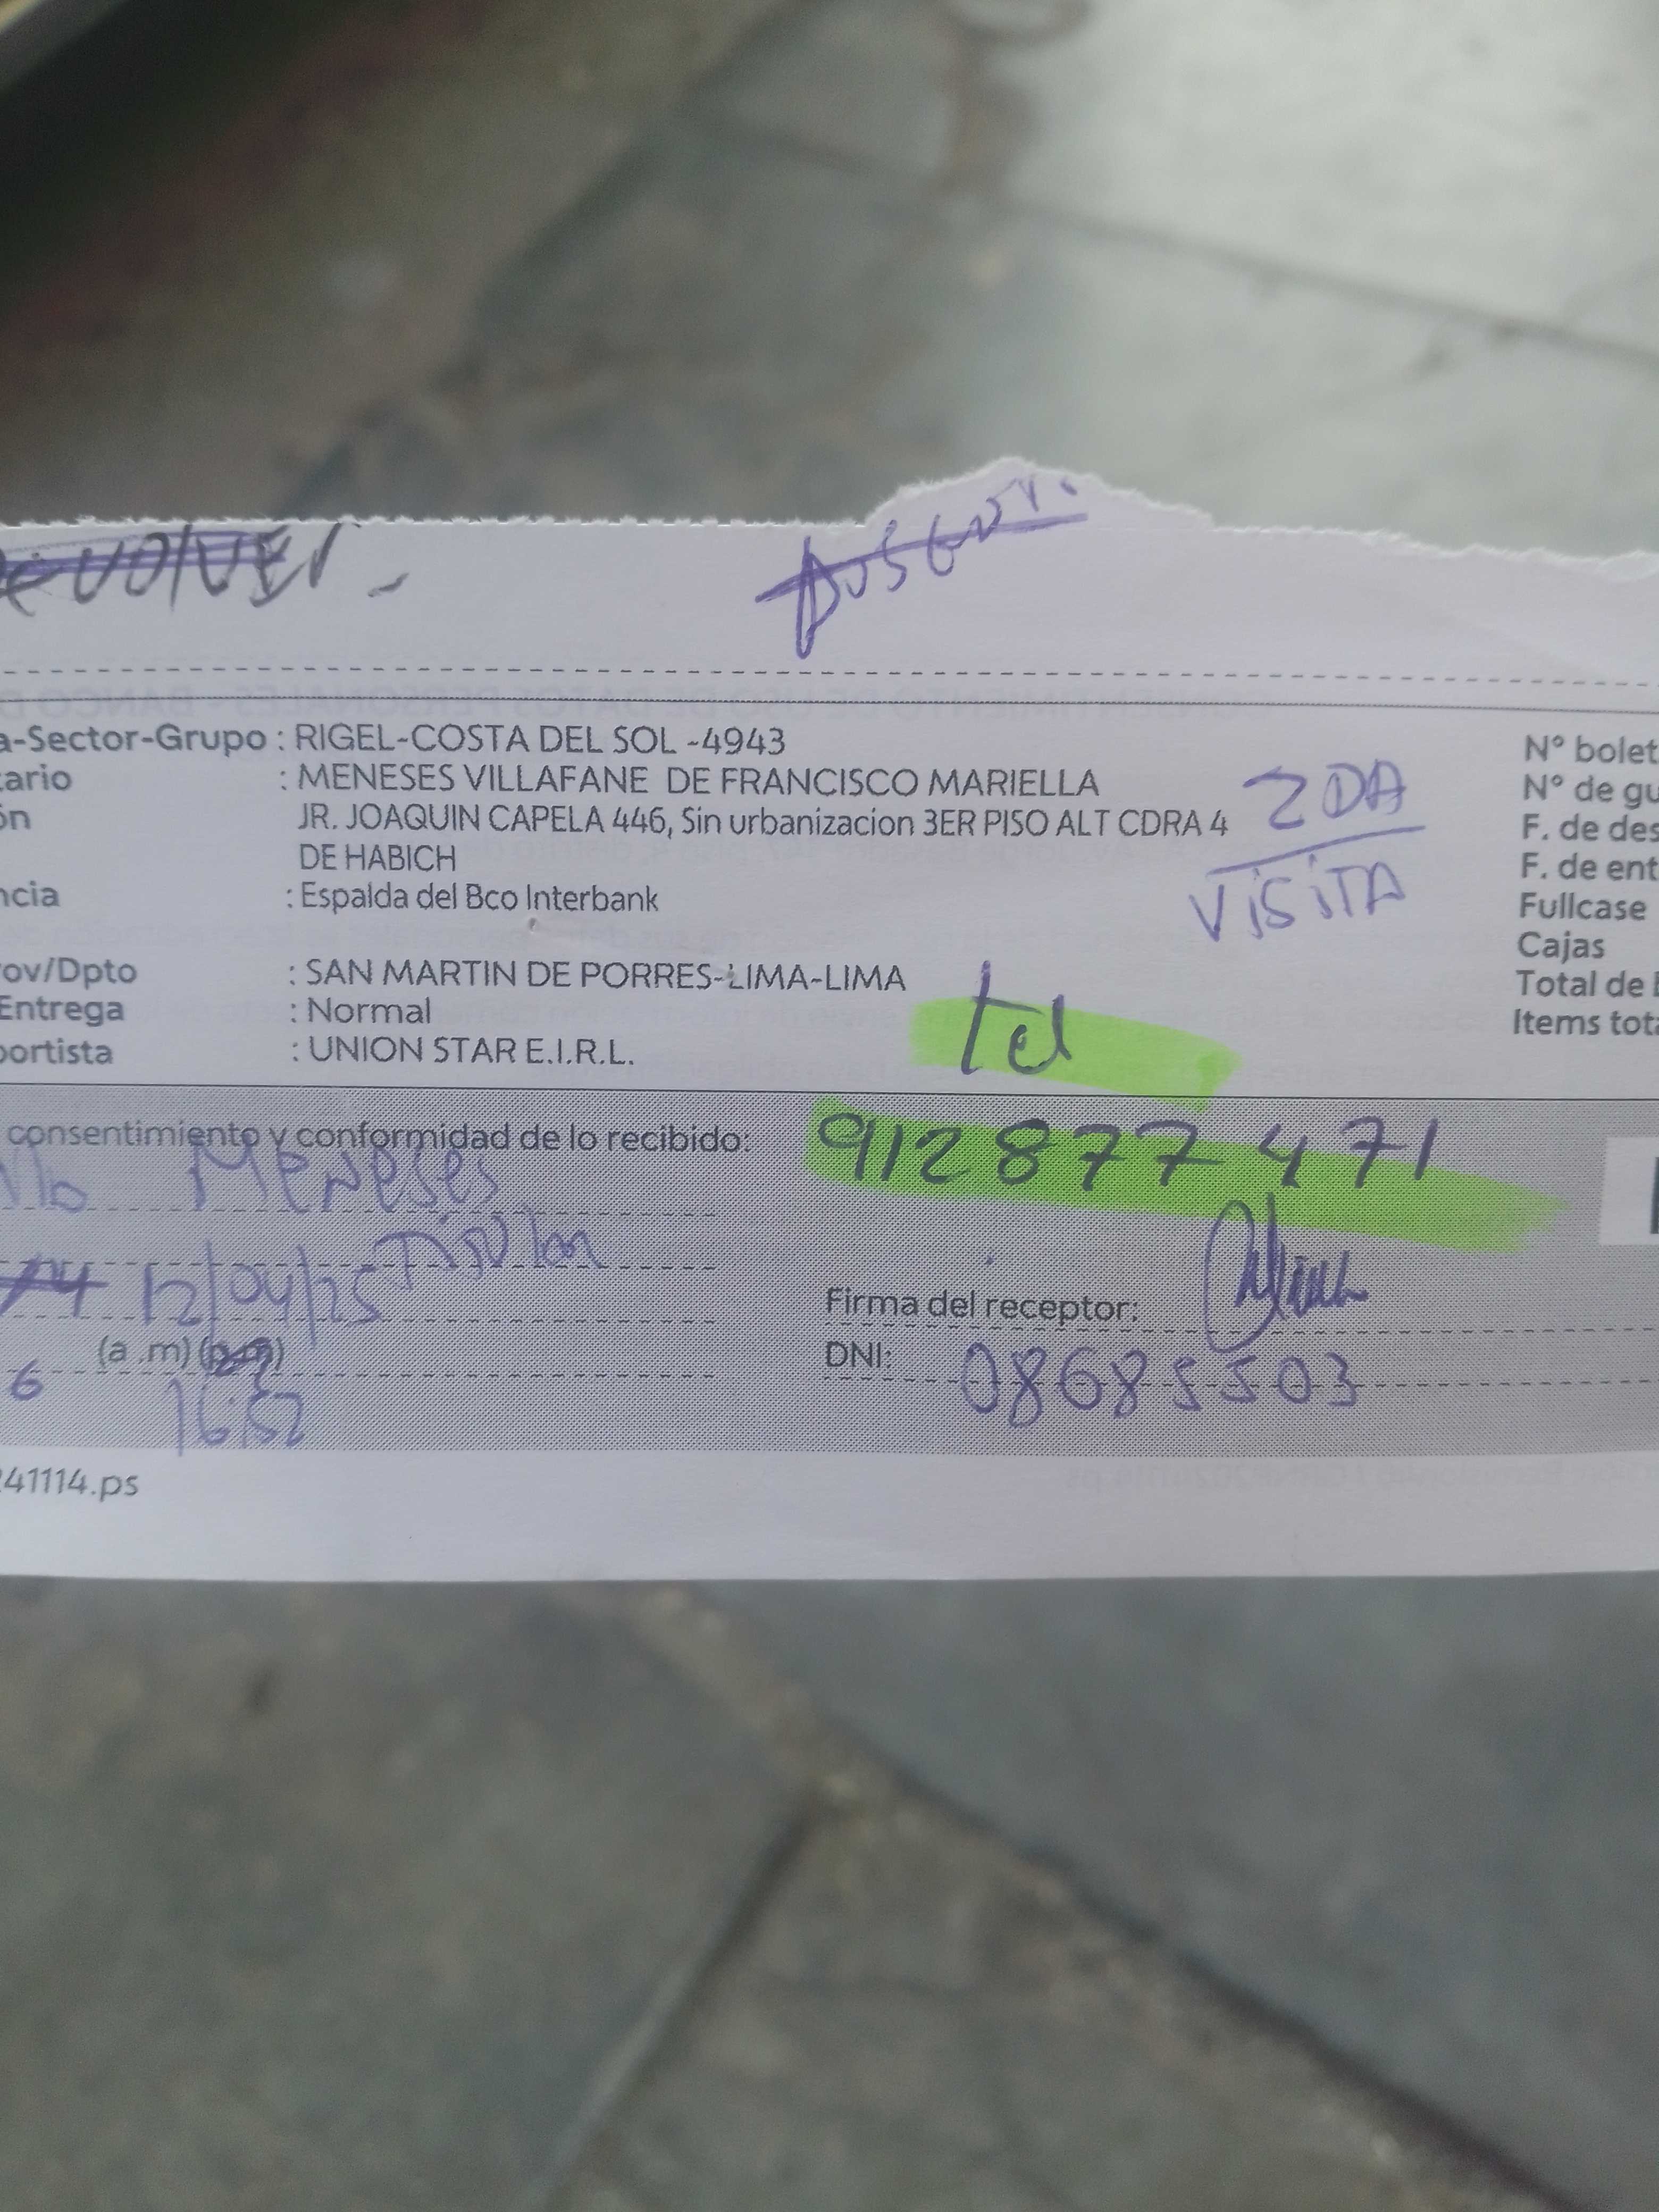 Devolver.-
Ausente.
a-Sector-Grupo : RIGEL-COSTA DEL SOL -4943
tario : MENESES VILLAFANE DE FRANCISCO MARIELLA
ón JR. JOAQUIN CAPELA 446, Sin urbanizacion 3ER PISO ALT CDRA 4
DE HABICH
ncia : Espalda del Bco Interbank
2DA
VISITA
ov/Dpto : SAN MARTIN DE PORRES-LIMA-LIMA
Entrega : Normal
portista : UNION STAR E.I.R.L.
Tel
N° bolet
N° de gu
F. de des
F. de ent
Fullcase
Cajas
Total de
Items tota
consentimiento y conformidad de lo recibido: 912877471
Meneses
12/04/25
Firma del receptor:
(a .m)
DNI: 08685503
6 16:52
241114.ps